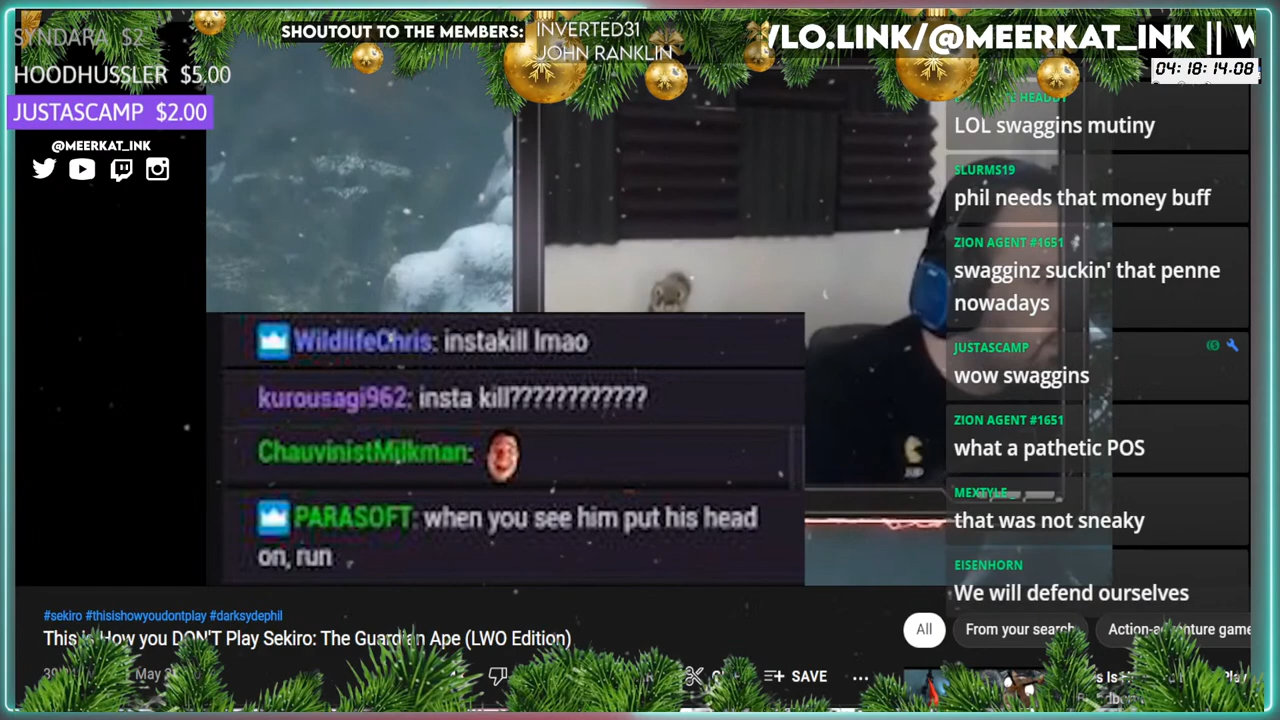 SYNDARA $2
HOODHUSSLER $5.00
JUSTASCAMP $2.00
@MEERKAT_INK
SHOUTOUT TO THE MEMBERS:
INVERTED31
JOHN RANKLIN
VLO.LINK/@MEERKAT_INK || W
04:18:14.08
LOL swaggins mutiny
SLURMS19
phil needs that money buff
ZION AGENT #1651
swagginz suckin' that penne
nowadays
JUSTASCAMP
wow swaggins
ZION AGENT #1651
what a pathetic POS
MEXTYLE_
that was not sneaky
EISENHORN
We will defend ourselves
WildlifeChris: instakill lmao
kurousagi962: insta kill????????????
ChauvinistMilkman:
PARASOFT: when you see him put his head
on, run
#sekiro #thisishowyoudontplay #darksydephil
This is How you DON'T Play Sekiro: The Guardian Ape (LWO Edition)
SAVE
All
From your search
Action-adventure game